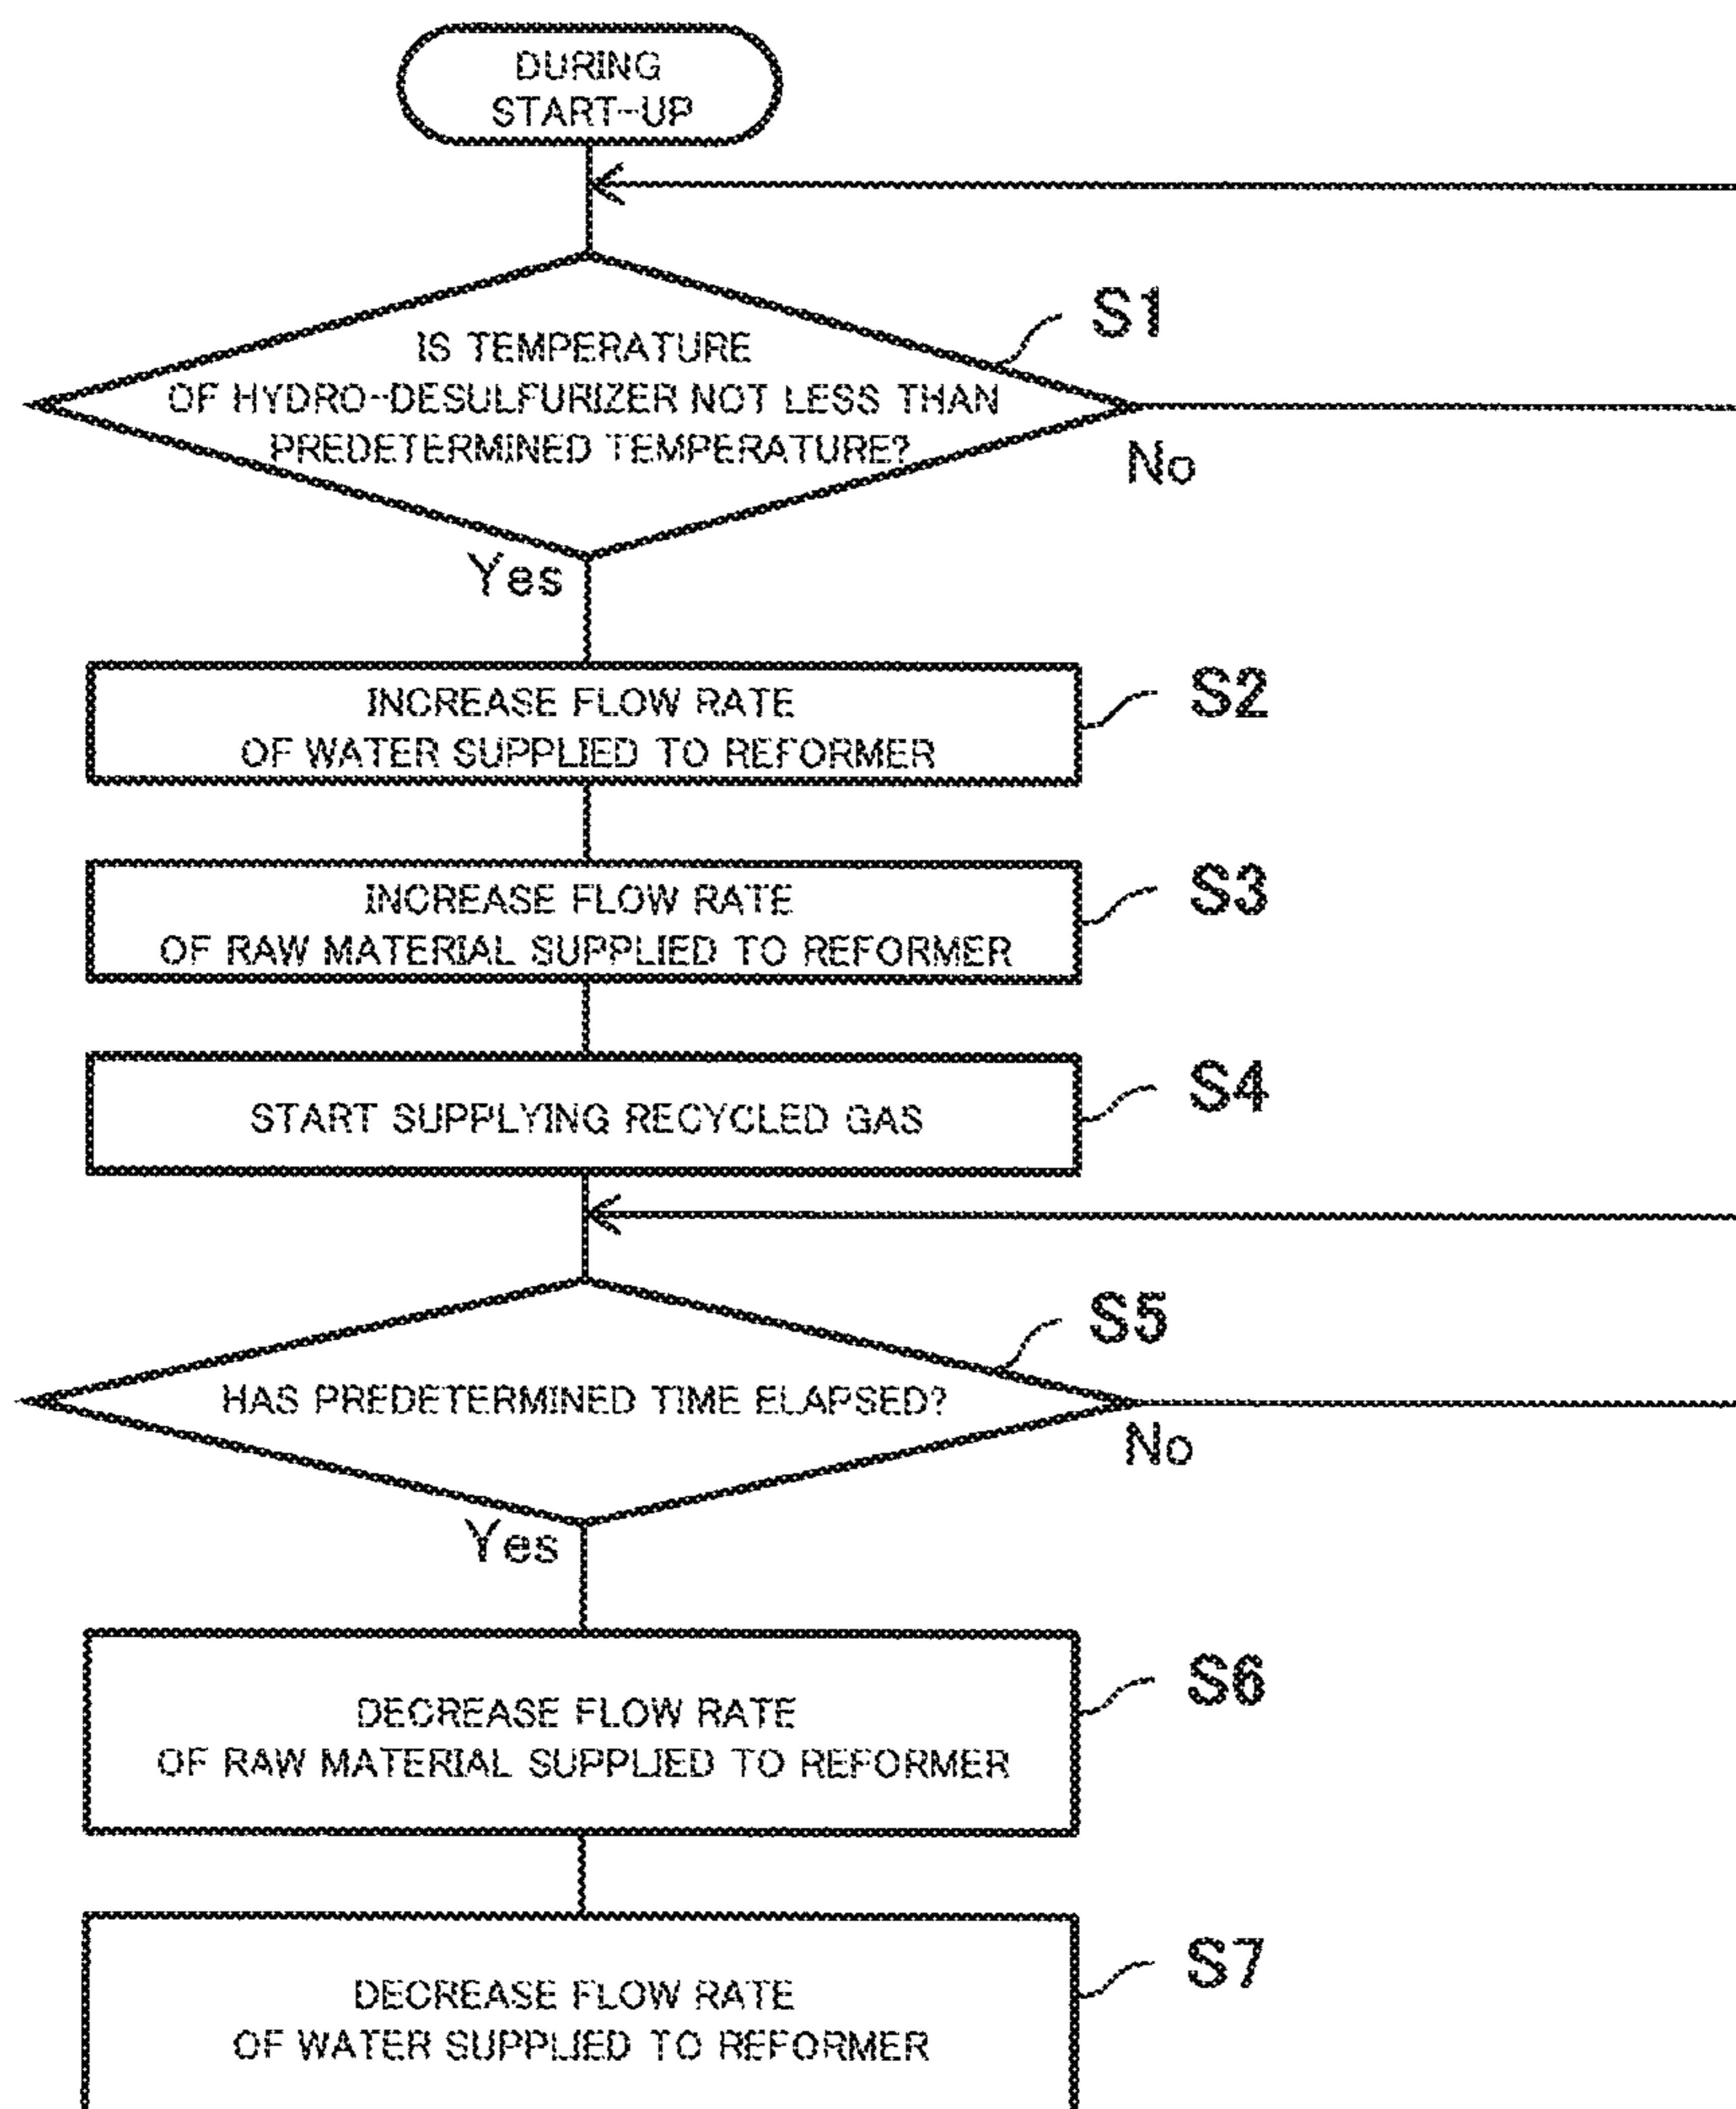 DURING
START-UP
S1
IS TEMPERATURE
OF HYDRO-DESULFURIZER NOT LESS THAN
PREDETERMINED TEMPERATURE?
No
Yes
S2
INCREASE FLOW RATE
OF WATER SUPPLIED TO REFORMER
S3
INCREASE FLOW RATE
OF RAW MATERIAL SUPPLIED TO REFORMER
S4
START SUPPLYING RECYCLED GAS
S5
HAS PREDETERMINED TIME ELAPSED?
No
Yes
S6
DECREASE FLOW RATE
OF RAW MATERIAL SUPPLIED TO REFORMER
S7
DECREASE FLOW RATE
OF WATER SUPPLIED TO REFORMER